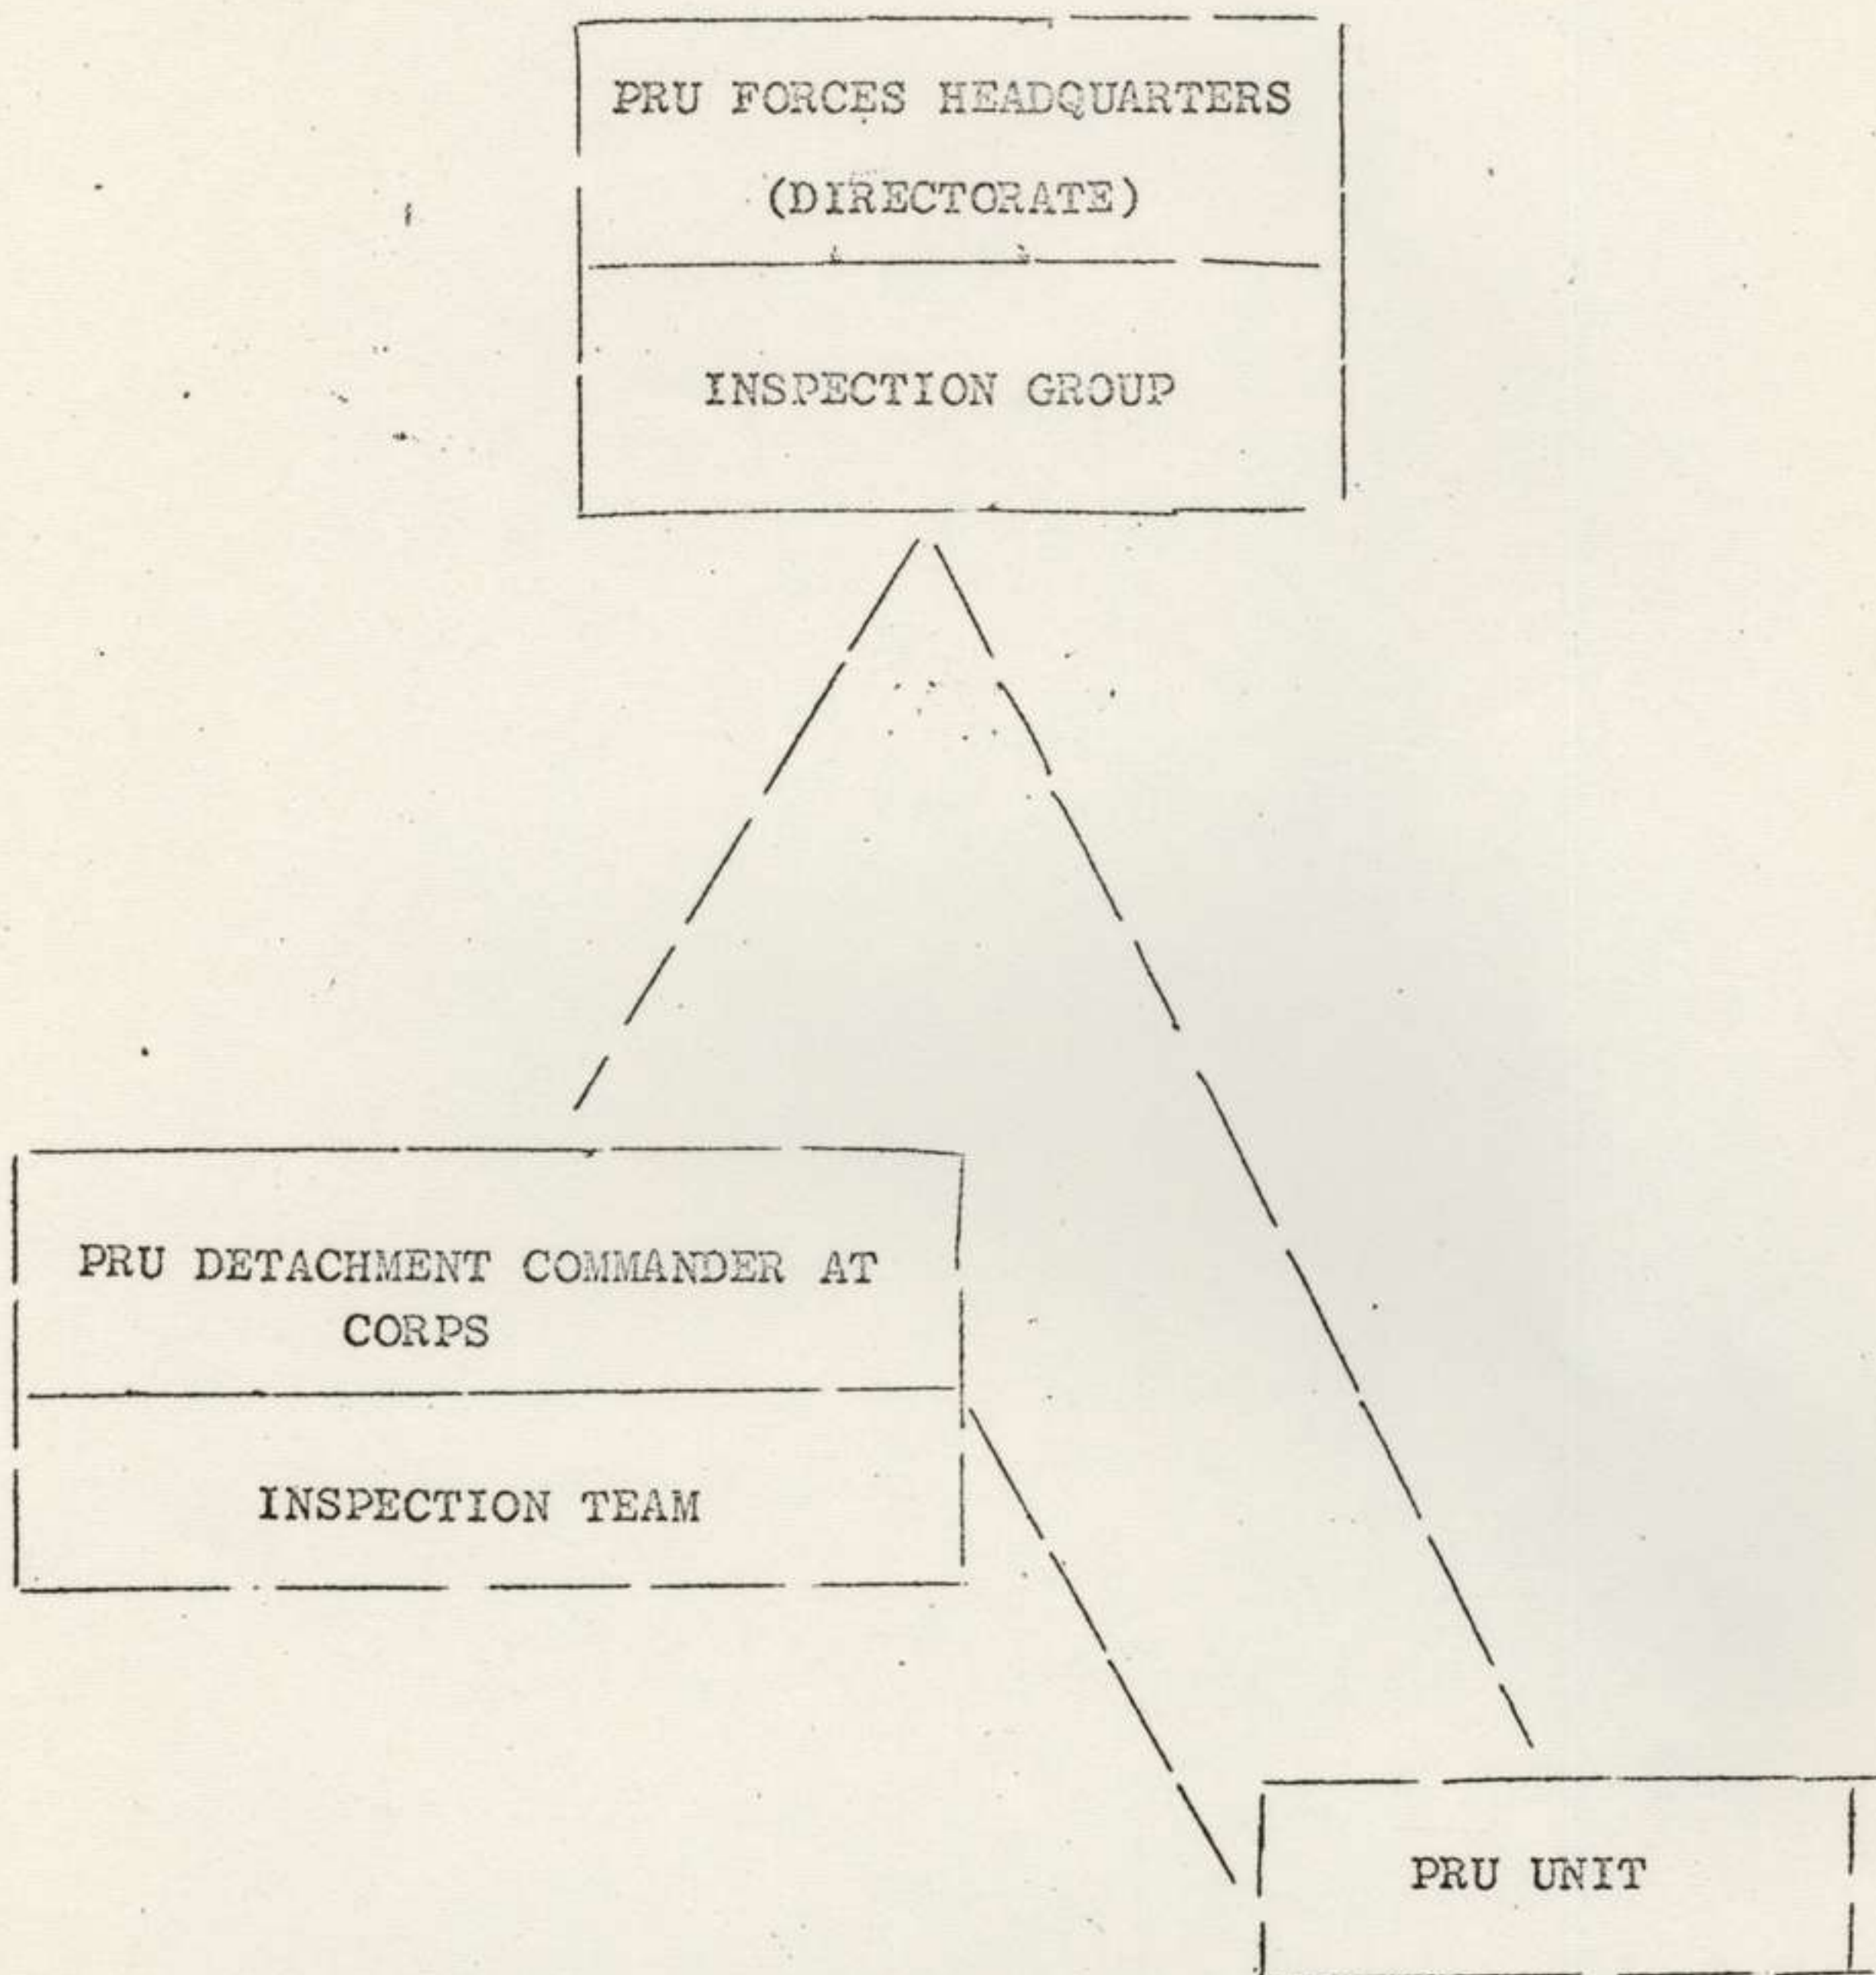 PRU FORCES HEADQUARTERS
(DIRECTORATE)
INSPECTION GROUP
PRU DETACHMENT COMMANDER AT
CORPS
INSPECTION TEAM
PRU UNIT